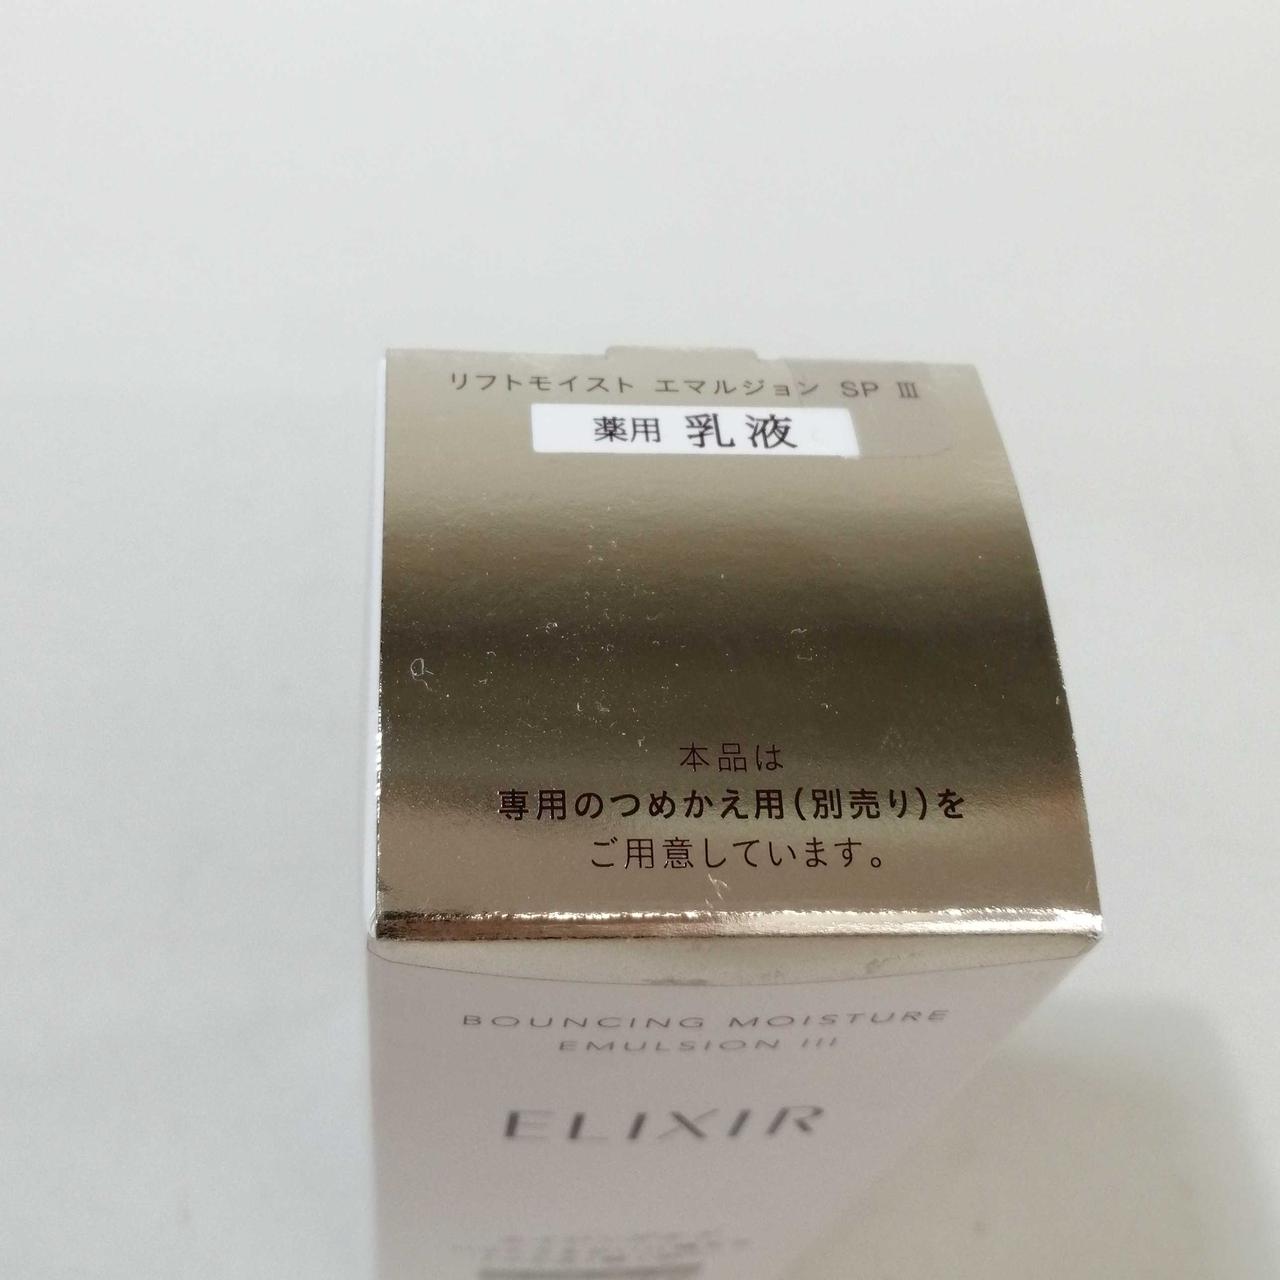 リフトモイスト エマルジョン SP Ⅲ
薬用 乳液
本品は
専用のつめかえ用(別売り)を
ご用意しています。
BOUNCING MOISTURE
EMULSION III
ELIXIR